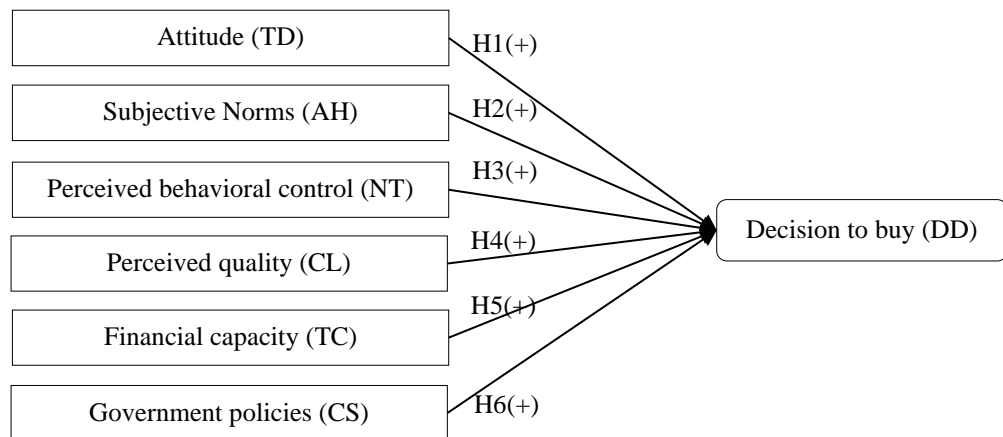 Attitude (TD)
H1(+)
Subjective Norms (AH)
H2(+)
Perceived behavioral control (NT)
H3(+)
Decision to buy (DD)
Perceived quality (CL)
H4(+)
Financial capacity (TC)
H5(+)
Government policies (CS)
H6(+)